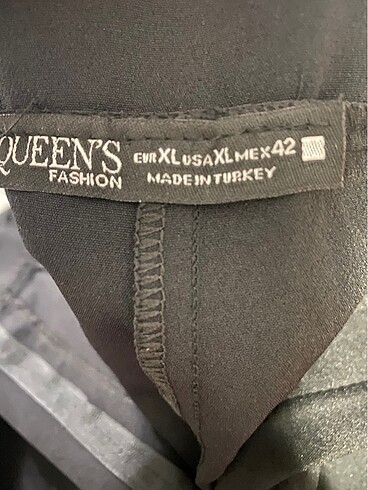 QUEEN'S
FASHION
EUR XL USA XL MEX 42
MADE IN TURKEY